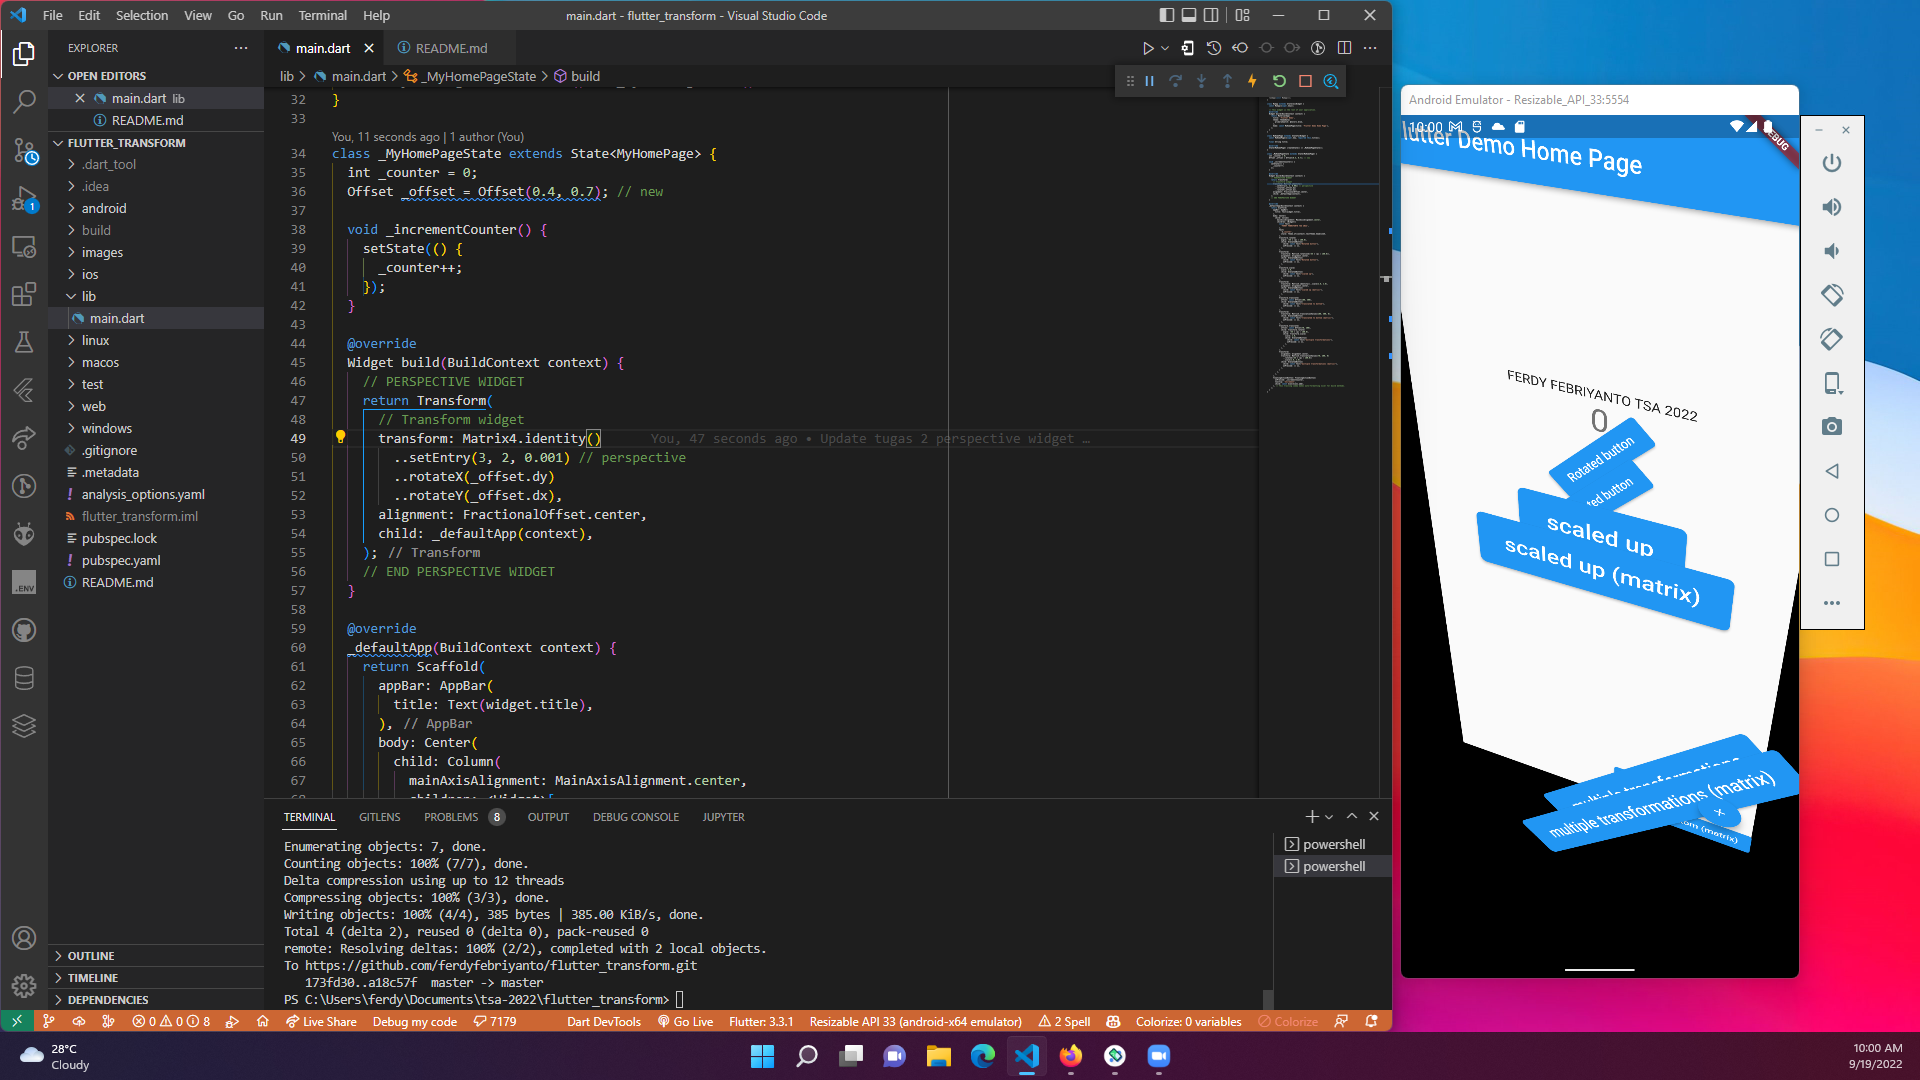 File Edit Selection View Go Run Terminal Help
main.dart - flutter_transform - Visual Studio Code
EXPLORER
OPEN EDITORS
main.dart lib
README.md
FLUTTER_TRANSFORM
.dart_tool
.idea
android
build
images
ios
lib
main.dart
linux
macos
test
web
windows
.gitignore
.metadata
analysis_options.yaml
flutter_transform.iml
pubspec.lock
pubspec.yaml
README.md
OUTLINE
TIMELINE
DEPENDENCIES
1
.ENV
main.dart
README.md
lib > main.dart > _MyHomePageState > build
32 }
33
You, 11 seconds ago | 1 author (You)
34 class _MyHomePageState extends State<MyHomePage> {
35 int _counter = 0;
36 Offset _offset = Offset(0.4, 0.7); // new
37
38 void _incrementCounter() {
39 setState(() {
40 _counter++;
41 });
42 }
43
44 @override
45 Widget build(BuildContext context) {
46 // PERSPECTIVE WIDGET
47 return Transform(
48 // Transform widget
49 transform: Matrix4.identity() You, 47 seconds ago • Update tugas 2 perspective widget …
50 ..setEntry(3, 2, 0.001) // perspective
51 ..rotateX(_offset.dy)
52 ..rotateY(_offset.dx),
53 alignment: FractionalOffset.center,
54 child: _defaultApp(context),
55 ); // Transform
56 // END PERSPECTIVE WIDGET
57 }
58
59 @override
60 _defaultApp(BuildContext context) {
61 return Scaffold(
62 appBar: AppBar(
63 title: Text(widget.title),
64 ), // AppBar
65 body: Center(
66 child: Column(
67 mainAxisAlignment: MainAxisAlignment.center,
TERMINAL GITLENS PROBLEMS 8 OUTPUT DEBUG CONSOLE JUPYTER
Enumerating objects: 7, done.
Counting objects: 100% (7/7), done.
Delta compression using up to 12 threads
Compressing objects: 100% (3/3), done.
Writing objects: 100% (4/4), 385 bytes | 385.00 KiB/s, done.
Total 4 (delta 2), reused 0 (delta 0), pack-reused 0
remote: Resolving deltas: 100% (2/2), completed with 2 local objects.
To https://github.com/ferdyfebriyanto/flutter_transform.git
173fd30..a18c57f master -> master
PS C:\Users\ferdy\Documents\tsa-2022\flutter_transform>
powershell
powershell
0 0 8 Live Share Debug my code 7179 Dart DevTools Go Live Flutter: 3.3.1 Resizable API 33 (android-x64 emulator) 2 Spell Colorize: 0 variables Colorize
Android Emulator - Resizable_API_33:5554
10:00
lutter Demo Home Page
FERDY FEBRIYANTO TSA 2022
0
Rotated button
ted button
scaled up
scaled up (matrix)
multiple transformations (matrix)
28°C
Cloudy
10:00 AM
9/19/2022